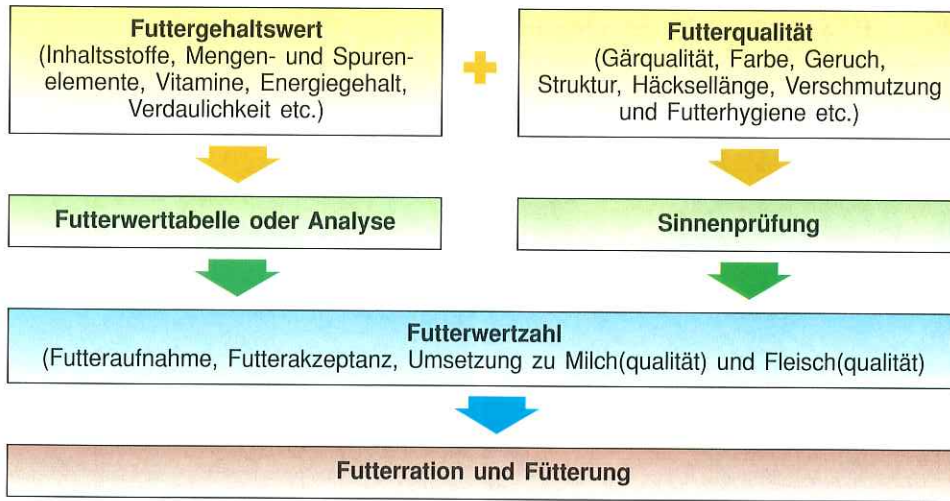 Futtergehaltswert
(Inhaltsstoffe, Mengen- und Spuren-
elemente, Vitamine, Energiegehalt,
Verdaulichkeit etc.)
+
Futterqualität
(Gärqualität, Farbe, Geruch,
Struktur, Häcksellänge, Verschmutzung
und Futterhygiene etc.)
Futterwerttabelle oder Analyse
Sinnenprüfung
Futterwertzahl
(Futteraufnahme, Futterakzeptanz, Umsetzung zu Milch(qualität) und Fleisch(qualität)
Futterration und Fütterung